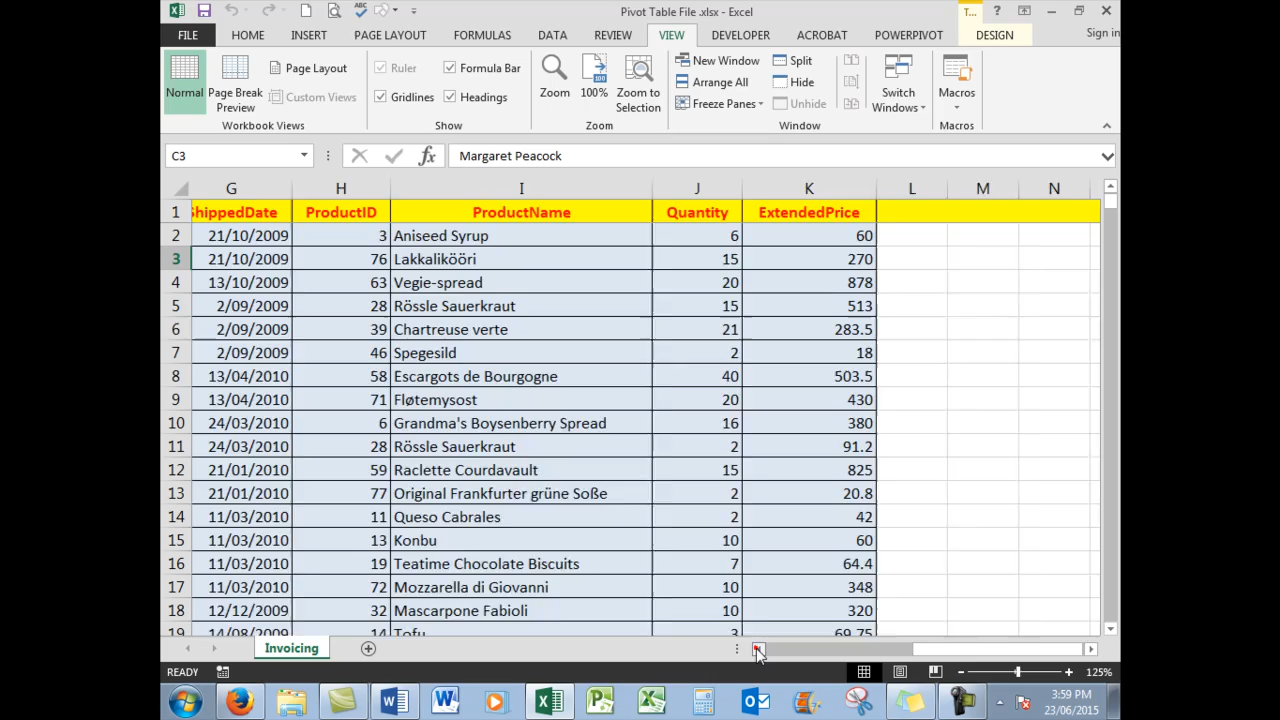 Pivot Table File .xlsx - Excel
T...
FILE HOME INSERT PAGE LAYOUT FORMULAS DATA REVIEW VIEW DEVELOPER ACROBAT POWERPIVOT DESIGN Sign in
Normal
Page Break Preview
Page Layout
Custom Views
Workbook Views
Ruler
Formula Bar
Gridlines
Headings
Show
Zoom
100%
Zoom to Selection
Zoom
New Window
Arrange All
Freeze Panes
Split
Hide
Unhide
Switch Windows
Window
Macros
Macros
C3 fx Margaret Peacock
G H I J K L M N
1 ShippedDate ProductID ProductName Quantity ExtendedPrice
2 21/10/2009 3 Aniseed Syrup 6 60
3 21/10/2009 76 Lakkalikööri 15 270
4 13/10/2009 63 Vegie-spread 20 878
5 2/09/2009 28 Rössle Sauerkraut 15 513
6 2/09/2009 39 Chartreuse verte 21 283.5
7 2/09/2009 46 Spegesild 2 18
8 13/04/2010 58 Escargots de Bourgogne 40 503.5
9 13/04/2010 71 Fløtemysost 20 430
10 24/03/2010 6 Grandma's Boysenberry Spread 16 380
11 24/03/2010 28 Rössle Sauerkraut 2 91.2
12 21/01/2010 59 Raclette Courdavault 15 825
13 21/01/2010 77 Original Frankfurter grüne Soße 2 20.8
14 11/03/2010 11 Queso Cabrales 2 42
15 11/03/2010 13 Konbu 10 60
16 11/03/2010 19 Teatime Chocolate Biscuits 7 64.4
17 11/03/2010 72 Mozzarella di Giovanni 10 348
18 12/12/2009 32 Mascarpone Fabioli 10 320
19 14/08/2009 14 Tofu 3 69.75
Invoicing
READY 125%
3:59 PM
23/06/2015